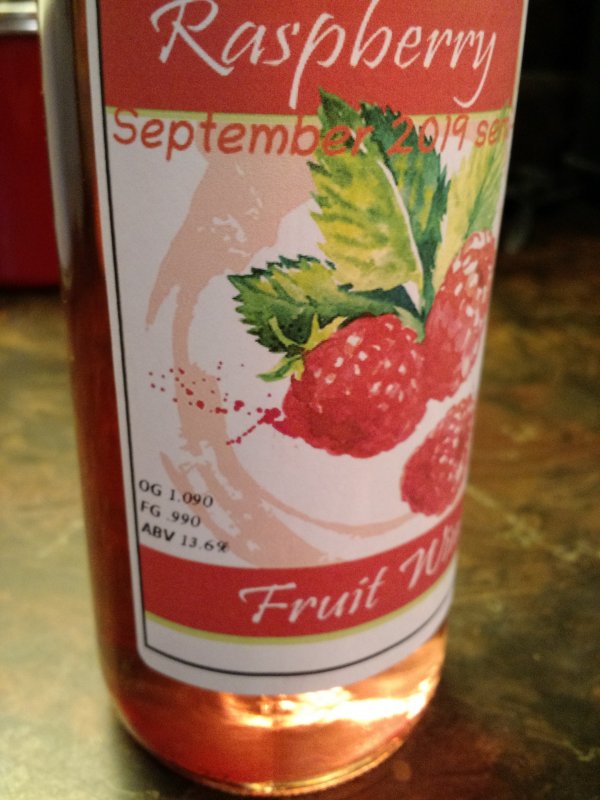 Raspberry
September 2019
OG 1.090
FG .990
ABV 13.6%
Fruit